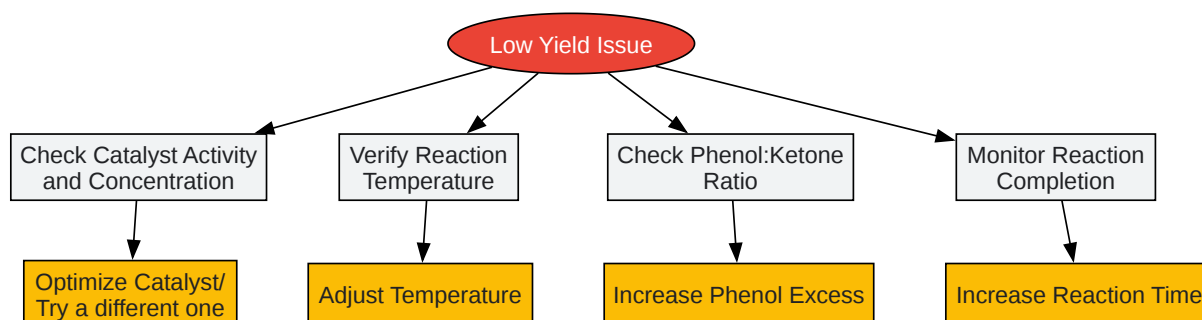 Low Yield Issue
Check Catalyst Activity
and Concentration
Verify Reaction
Temperature
Check Phenol:Ketone
Ratio
Monitor Reaction
Completion
Optimize Catalyst/
Try a different one
Adjust Temperature
Increase Phenol Excess
Increase Reaction Time